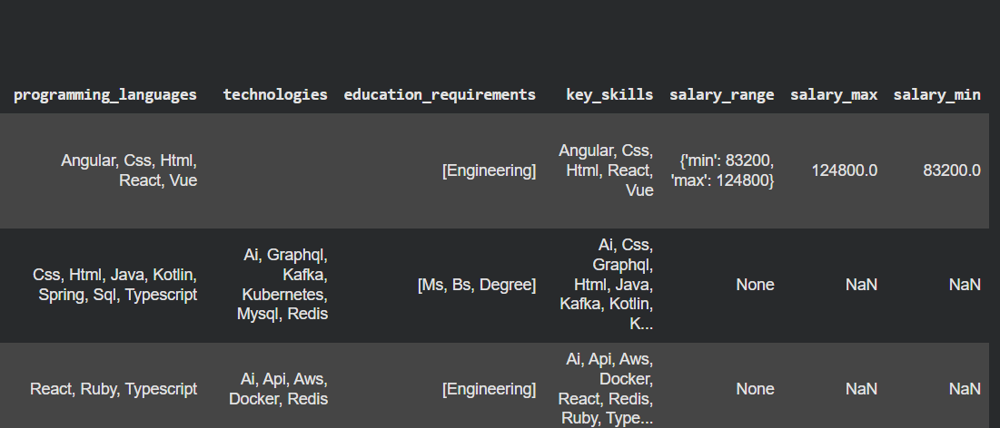 programming_languages technologies education_requirements key_skills salary_range salary_max salary_min
Angular, Css, Html,
React, Vue
[Engineering]
Angular, Css,
Html, React,
Vue
{'min': 83200,
'max': 124800}
124800.0
83200.0
Css, Html, Java, Kotlin,
Spring, Sql, Typescript
Ai, Graphql,
Kafka,
Kubernetes,
Mysql, Redis
[Ms, Bs, Degree]
Ai, Css,
Graphql,
Html, Java,
Kafka, Kotlin,
K...
None
NaN
NaN
React, Ruby, Typescript
Ai, Api, Aws,
Docker, Redis
[Engineering]
Ai, Api, Aws,
Docker,
React, Redis,
Ruby, Type...
None
NaN
NaN